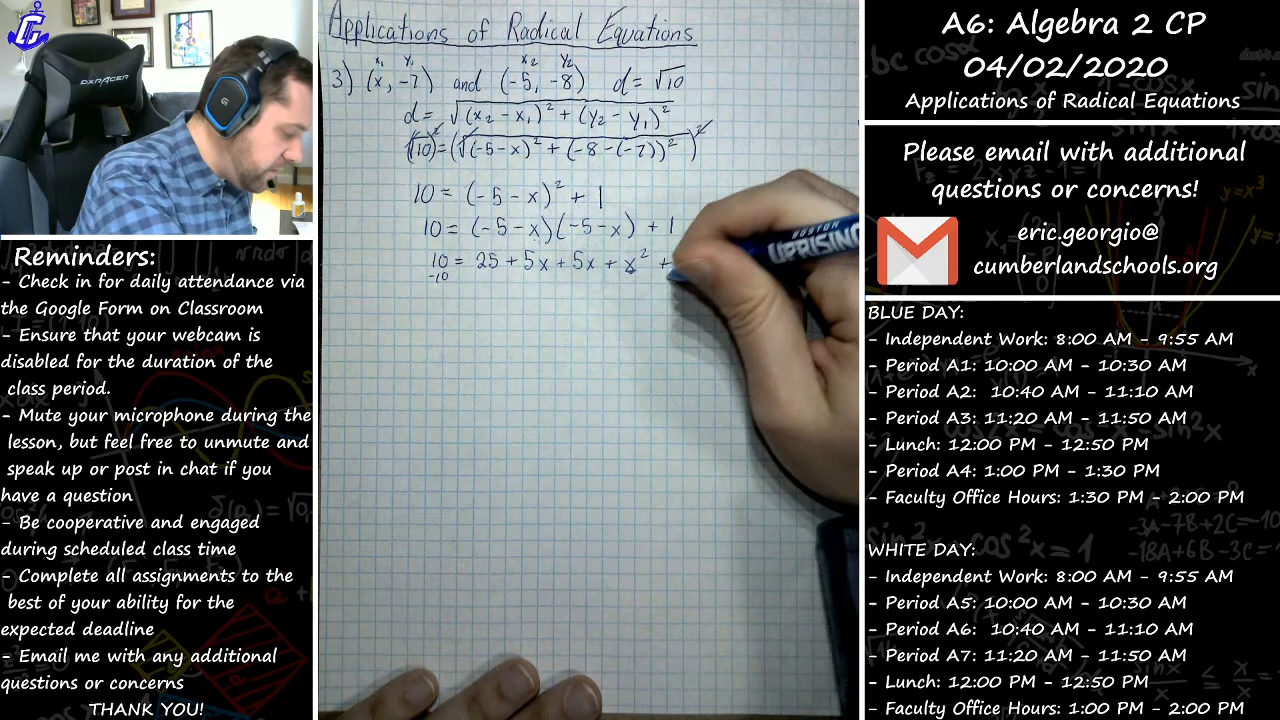 Applications of Radical Equations
x₁ y₁ x₂ y₂
3) (x, -7) and (-5, -8) d = √10
d = √(x₂ - x₁)² + (y₂ - y₁)²
(√10)² = (√(-5 - x)² + (-8 - (-7))²)²
10 = (-5 - x)² + 1
10 = (-5 - x)(-5 - x) + 1
10 = 25 + 5x + 5x + x² +
-10
DXRACER
BOSTON
UPRISING
A6: Algebra 2 CP
04/02/2020
Applications of Radical Equations
Please email with additional
questions or concerns!
eric.georgio@
cumberlandschools.org
Reminders:
- Check in for daily attendance via
the Google Form on Classroom
- Ensure that your webcam is
disabled for the duration of the
class period.
- Mute your microphone during the
lesson, but feel free to unmute and
speak up or post in chat if you
have a question
- Be cooperative and engaged
during scheduled class time
- Complete all assignments to the
best of your ability for the
expected deadline
- Email me with any additional
questions or concerns
THANK YOU!
BLUE DAY:
- Independent Work: 8:00 AM - 9:55 AM
- Period A1: 10:00 AM - 10:30 AM
- Period A2: 10:40 AM - 11:10 AM
- Period A3: 11:20 AM - 11:50 AM
- Lunch: 12:00 PM - 12:50 PM
- Period A4: 1:00 PM - 1:30 PM
- Faculty Office Hours: 1:30 PM - 2:00 PM
WHITE DAY:
- Independent Work: 8:00 AM - 9:55 AM
- Period A5: 10:00 AM - 10:30 AM
- Period A6: 10:40 AM - 11:10 AM
- Period A7: 11:20 AM - 11:50 AM
- Lunch: 12:00 PM - 12:50 PM
- Faculty Office Hours: 1:00 PM - 2:00 PM